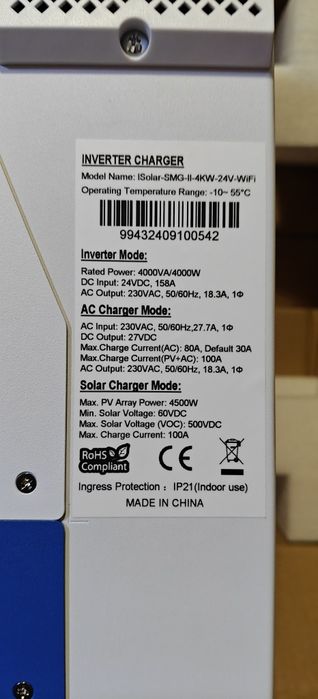 INVERTER CHARGER
Model Name: ISolar-SMG-II-4KW-24V-WiFi
Operating Temperature Range: -10~ 55°C
99432409100542
Inverter Mode:
Rated Power: 4000VA/4000W
DC Input: 24VDC, 158A
AC Output: 230VAC, 50/60Hz, 18.3A, 1Φ
AC Charger Mode:
AC Input: 230VAC, 50/60Hz,27.7A, 1Φ
DC Output: 27VDC
Max.Charge Current(AC): 80A, Default 30A
Max.Charge Current(PV+AC): 100A
AC Output: 230VAC, 50/60Hz, 18.3A, 1Φ
Solar Charger Mode:
Max. PV Array Power: 4500W
Min. Solar Voltage: 60VDC
Max. Solar Voltage (VOC): 500VDC
Max. Charge Current: 100A
RoHS
Compliant
CE
Ingress Protection : IP21(Indoor use)
MADE IN CHINA